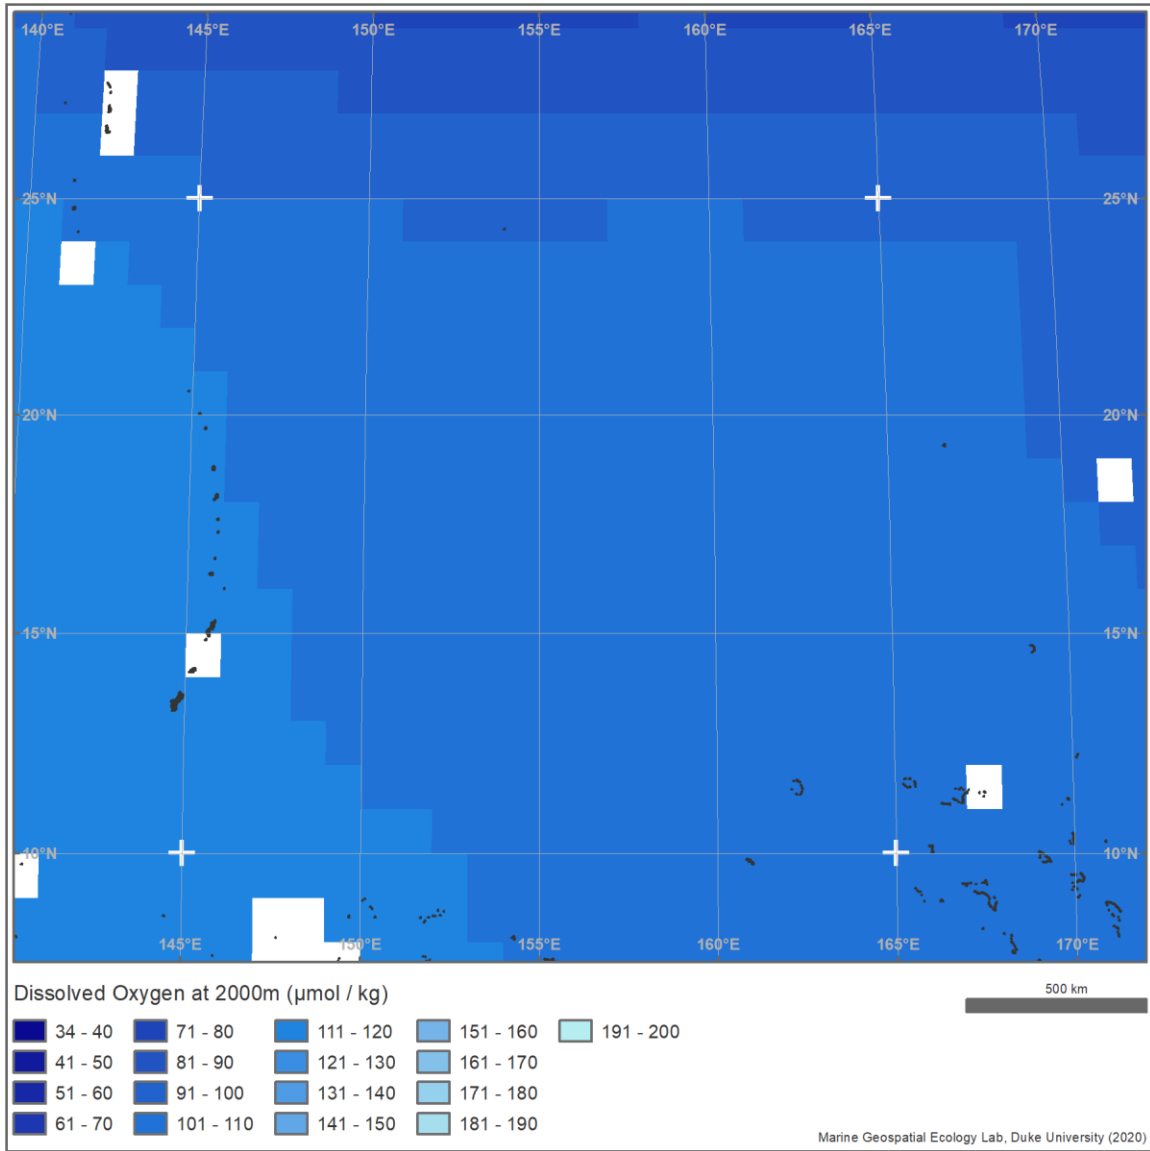 140°E 145°E 150°E 155°E 160°E 165°E 170°E
25°N 25°N
20°N 20°N
15°N 15°N
10°N 10°N
145°E 150°E 155°E 160°E 165°E 170°E
Dissolved Oxygen at 2000m (µmol / kg)
500 km
34 - 40 71 - 80 111 - 120 151 - 160 191 - 200
41 - 50 81 - 90 121 - 130 161 - 170
51 - 60 91 - 100 131 - 140 171 - 180
61 - 70 101 - 110 141 - 150 181 - 190
Marine Geospatial Ecology Lab, Duke University (2020)